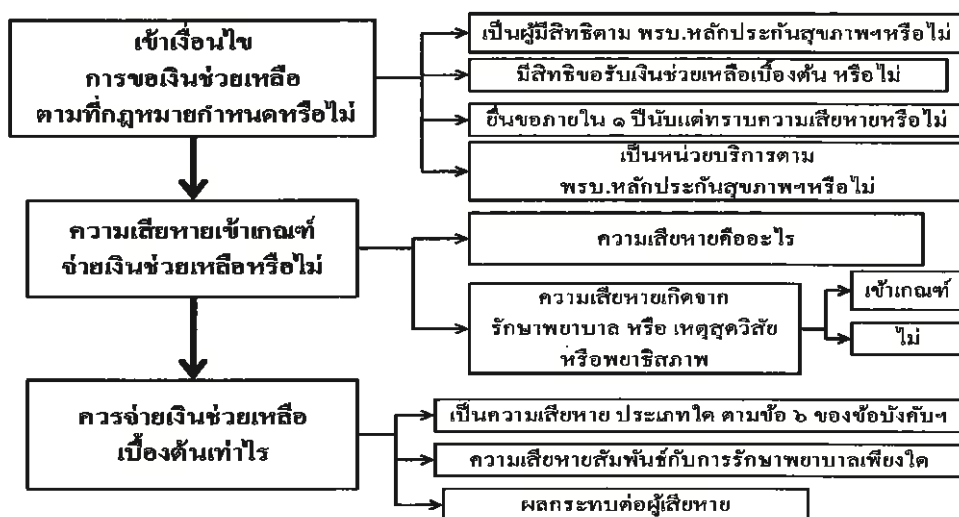 เข้าเงื่อนไข
การขอเงินช่วยเหลือ
ตามที่กฎหมายกำหนดหรือไม่
เป็นผู้มีสิทธิตาม พรบ.หลักประกันสุขภาพฯหรือไม่
มีสิทธิขอรับเงินช่วยเหลือเบื้องต้น หรือไม่
ยื่นขอภายใน ๑ ปีนับแต่ทราบความเสียหายหรือไม่
เป็นหน่วยบริการตาม
พรบ.หลักประกันสุขภาพฯหรือไม่
ความเสียหายเข้าเกณฑ์
จ่ายเงินช่วยเหลือหรือไม่
ความเสียหายคืออะไร
ความเสียหายเกิดจาก
รักษาพยาบาล หรือ เหตุสุดวิสัย
หรือพยาธิสภาพ
เข้าเกณฑ์
ไม่
ควรจ่ายเงินช่วยเหลือ
เบื้องต้นเท่าไร
เป็นความเสียหาย ประเภทใด ตามข้อ ๖ ของข้อบังคับฯ
ความเสียหายสัมพันธ์กับการรักษาพยาบาลเพียงใด
ผลกระทบต่อผู้เสียหาย